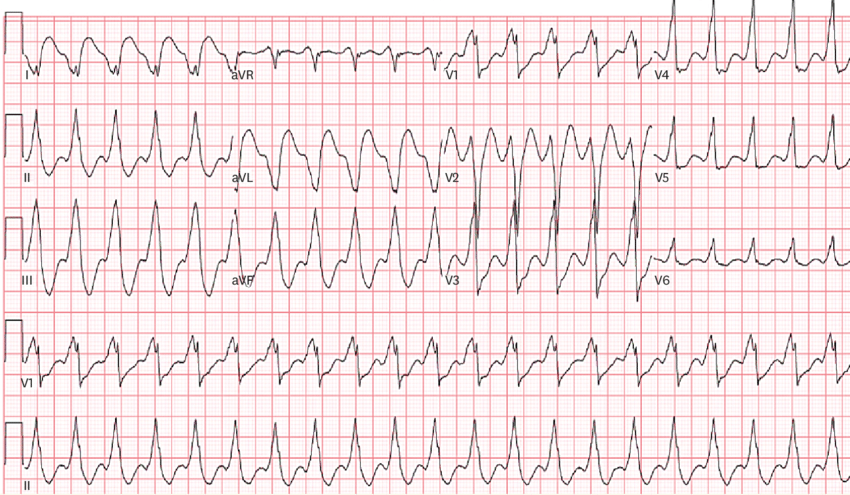 I aVR V1 V4
II aVL V2 V5
III aVF V3 V6
V1
II